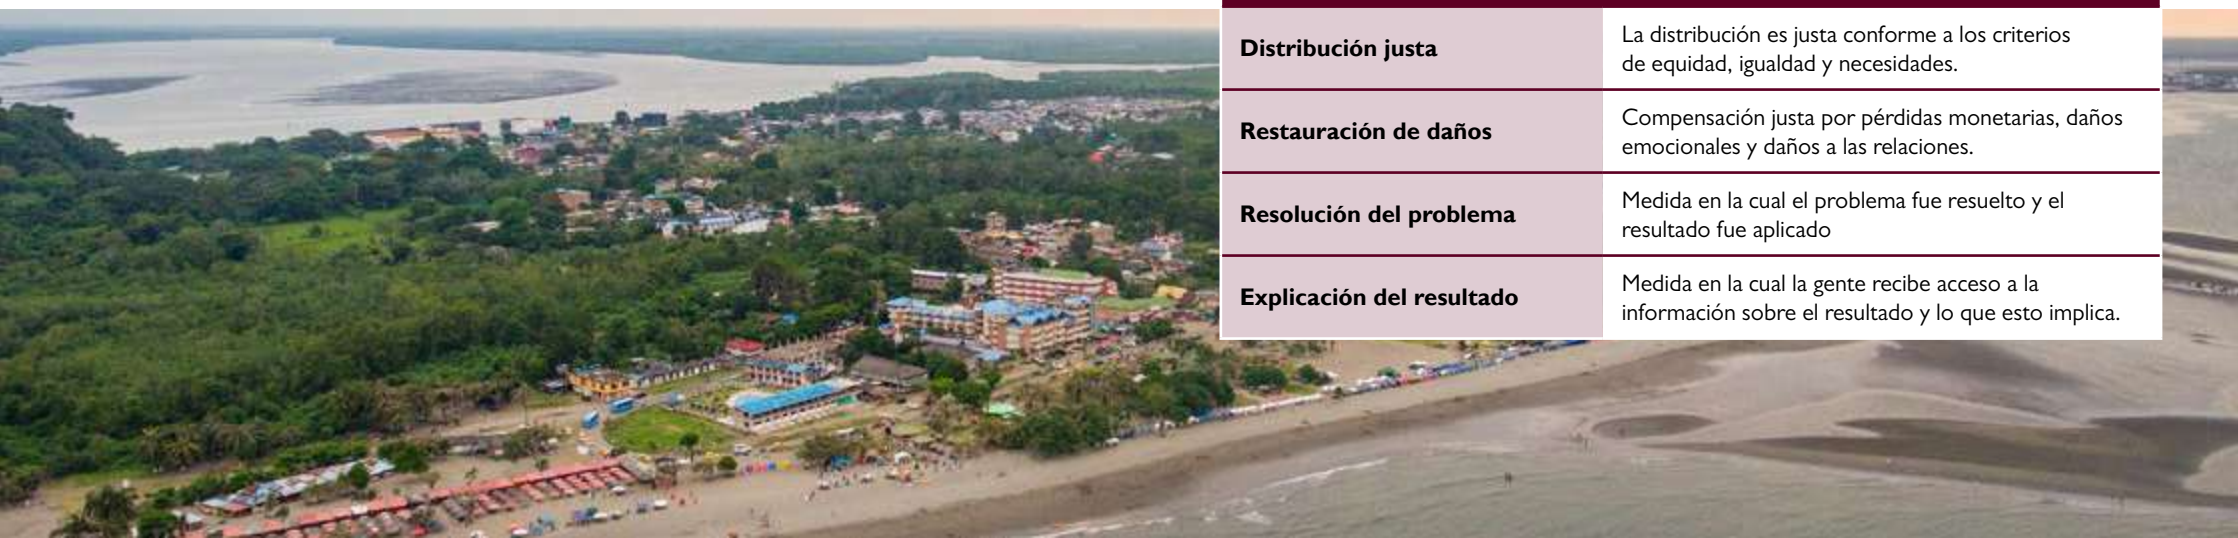 Distribución justa
La distribución es justa conforme a los criterios
de equidad, igualdad y necesidades.
Restauración de daños
Compensación justa por pérdidas monetarias, daños
emocionales y daños a las relaciones.
Resolución del problema
Medida en la cual el problema fue resuelto y el
resultado fue aplicado
Explicación del resultado
Medida en la cual la gente recibe acceso a la
información sobre el resultado y lo que esto implica.